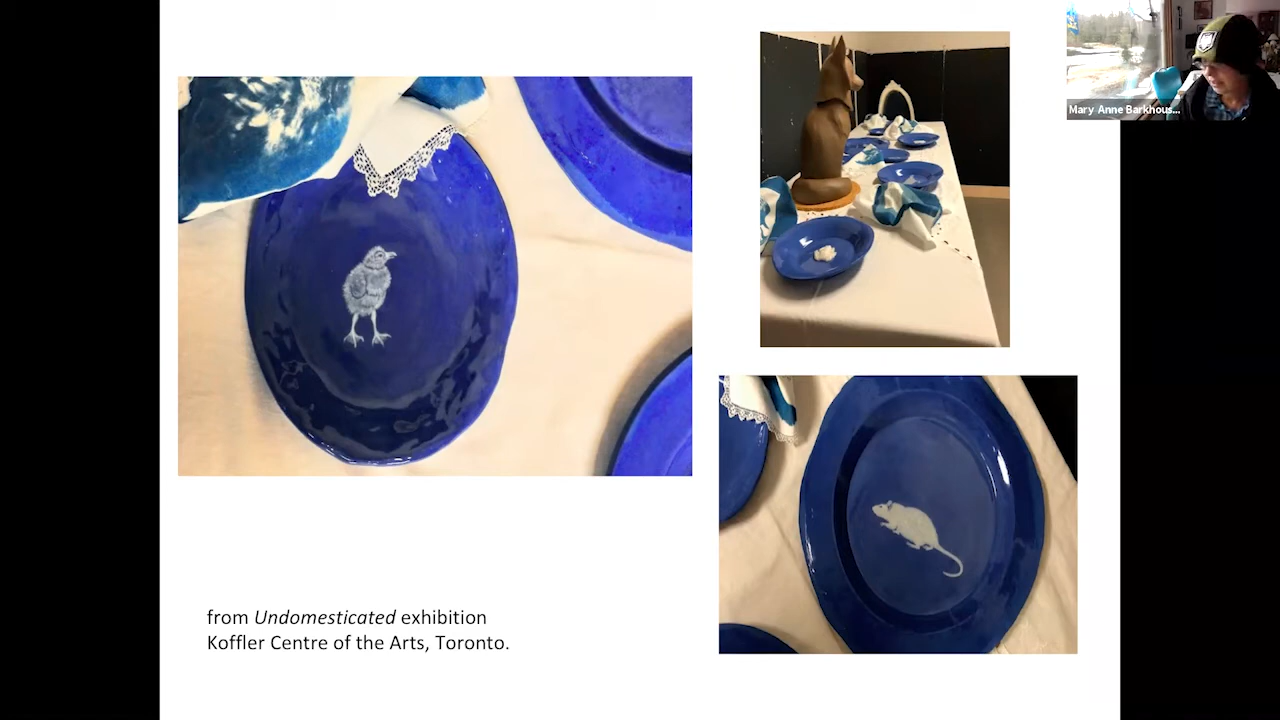 Mary Anne Barkhous...
from Undomesticated exhibition
Koffler Centre of the Arts, Toronto.